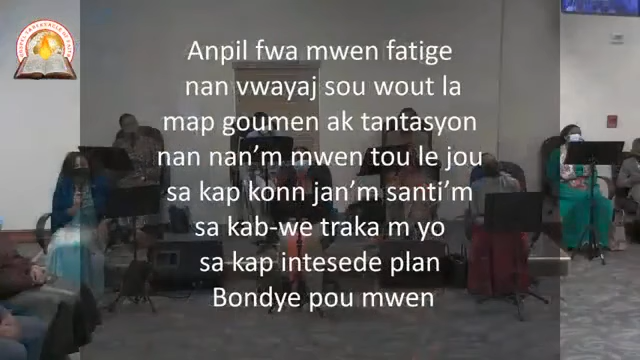 Anpil fwa mwen fatige
nan vwayaj sou wout la
map goumen ak tantasyon
nan nan’m mwen tou le jou
sa kap konn jan’m santi’m
sa kab-we traka m yo
sa kap intesede plan
Bondye pou mwen